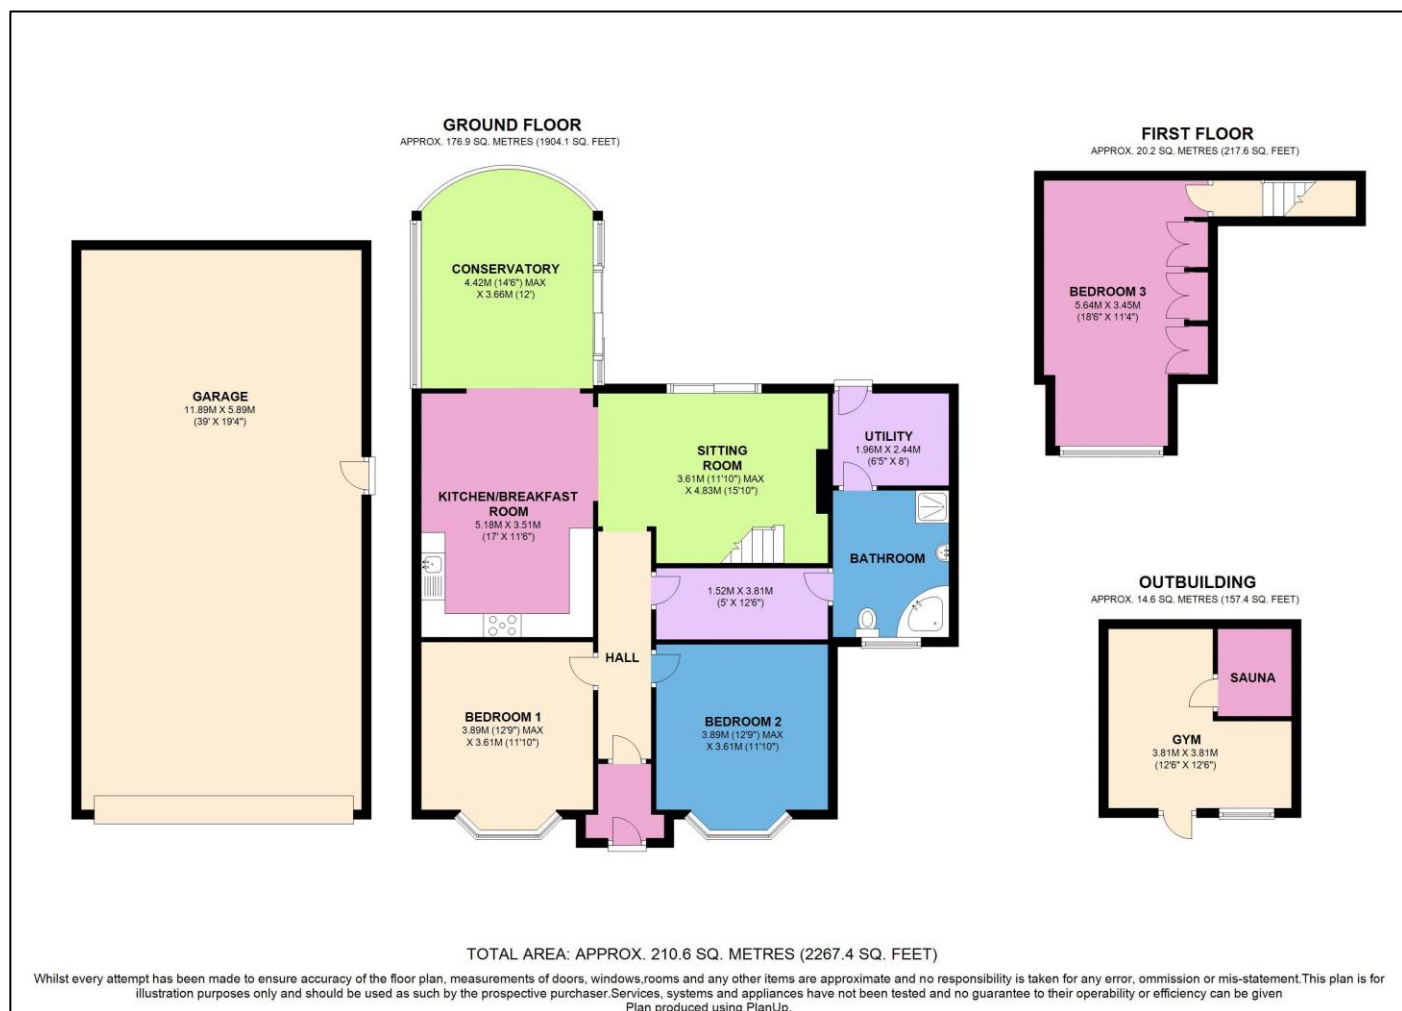 GROUND FLOOR
APPROX. 176.9 SQ. METRES (1904.1 SQ. FEET)
FIRST FLOOR
APPROX. 20.2 SQ. METRES (217.6 SQ. FEET)
CONSERVATORY
4.42M (14'6") MAX
X 3.66M (12')
BEDROOM 3
5.64M X 3.45M
(18'6" X 11'4")
GARAGE
11.89M X 5.89M
(39' X 19'4")
KITCHEN/BREAKFAST
ROOM
5.18M X 3.51M
(17' X 11'6")
SITTING
ROOM
3.61M (11'10") MAX
X 4.83M (15'10")
UTILITY
1.96M X 2.44M
(6'5" X 8')
BATHROOM
1.52M X 3.81M
(5' X 12'6")
OUTBUILDING
APPROX. 14.6 SQ. METRES (157.4 SQ. FEET)
HALL
SAUNA
BEDROOM 1
3.89M (12'9") MAX
X 3.61M (11'10")
BEDROOM 2
3.89M (12'9") MAX
X 3.61M (11'10")
GYM
3.81M X 3.81M
(12'6" X 12'6")
TOTAL AREA: APPROX. 210.6 SQ. METRES (2267.4 SQ. FEET)
Whilst every attempt has been made to ensure accuracy of the floor plan, measurements of doors, windows,rooms and any other items are approximate and no responsibility is taken for any error, ommission or mis-statement.This plan is for
illustration purposes only and should be used as such by the prospective purchaser.Services, systems and appliances have not been tested and no guarantee to their operability or efficiency can be given
Plan produced using PlanUp.